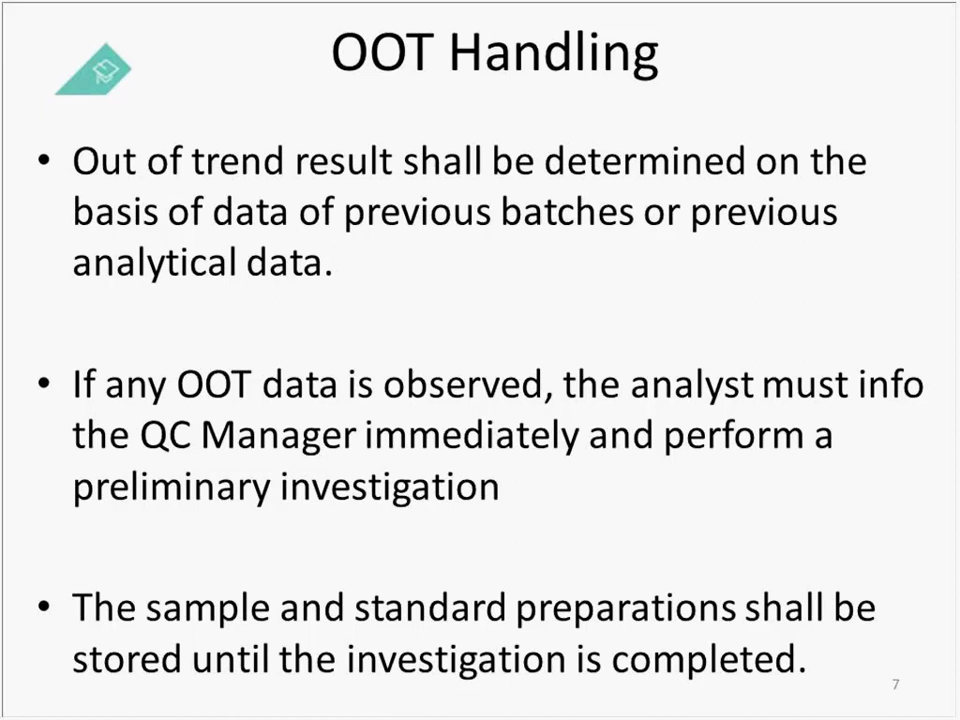 OOT Handling
• Out of trend result shall be determined on the
basis of data of previous batches or previous
analytical data.
• If any OOT data is observed, the analyst must info
the QC Manager immediately and perform a
preliminary investigation
• The sample and standard preparations shall be
stored until the investigation is completed.
7